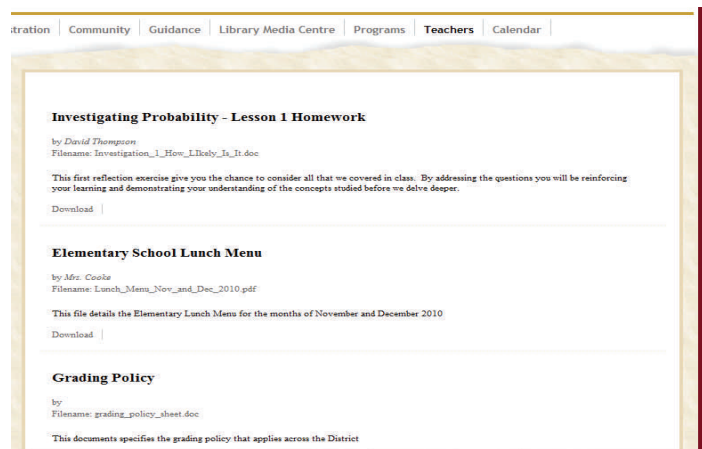 stration Community Guidance Library Media Centre Programs Teachers Calendar
Investigating Probability - Lesson 1 Homework
by David Thompson
Filename: Investigation_1_How_LIkely_Is_It.doc
This first reflection exercise give you the chance to consider all that we covered in class. By addressing the questions you will be reinforcing
your learning and demonstrating your understanding of the concepts studied before we delve deeper.
Download
Elementary School Lunch Menu
by Mrs. Cooke
Filename: Lunch_Menu_Nov_and_Dec_2010.pdf
This file details the Elementary Lunch Menu for the months of November and December 2010
Download
Grading Policy
by
Filename: grading_policy_sheet.doc
This documents specifies the grading policy that applies across the District